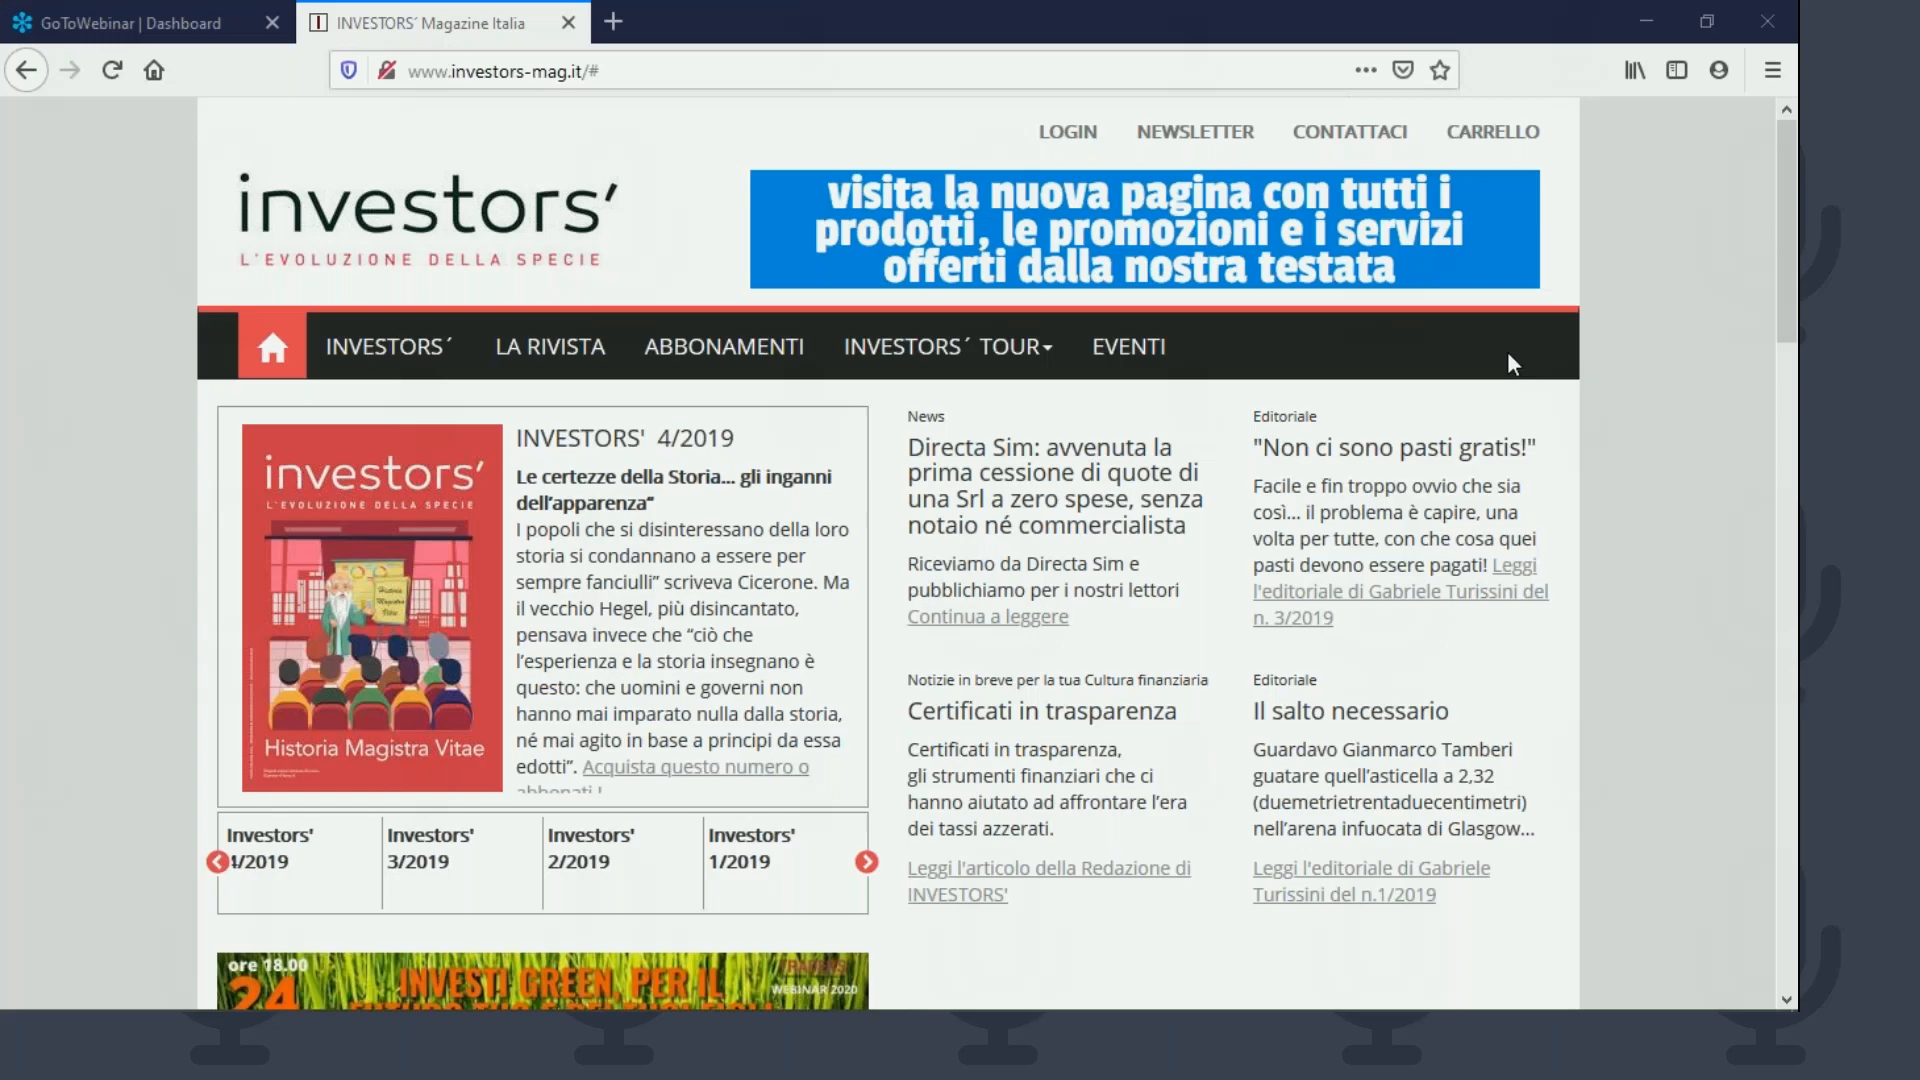 GoToWebinar | Dashboard
INVESTORS´ Magazine Italia
www.investors-mag.it/#
LOGIN NEWSLETTER CONTATTACI CARRELLO
investors’
L'EVOLUZIONE DELLA SPECIE
visita la nuova pagina con tutti i
prodotti, le promozioni e i servizi
offerti dalla nostra testata
INVESTORS´ LA RIVISTA ABBONAMENTI INVESTORS´ TOUR EVENTI
investors’
L'EVOLUZIONE DELLA SPECIE
Historia
Magistra
Vitae
Historia Magistra Vitae
INVESTORS' 4/2019
Le certezze della Storia... gli inganni
dell’apparenza“
I popoli che si disinteressano della loro
storia si condannano a essere per
sempre fanciulli” scriveva Cicerone. Ma
il vecchio Hegel, più disincantato,
pensava invece che “ciò che
l’esperienza e la storia insegnano è
questo: che uomini e governi non
hanno mai imparato nulla dalla storia,
né mai agito in base a principi da essa
edotti”. Acquista questo numero o
abbonati !
Investors'
4/2019
Investors'
3/2019
Investors'
2/2019
Investors'
1/2019
ore 18.00
24
INVESTI GREEN, PER IL
TRADERS'
WEBINAR 2020
News
Directa Sim: avvenuta la
prima cessione di quote di
una Srl a zero spese, senza
notaio né commercialista
Riceviamo da Directa Sim e
pubblichiamo per i nostri lettori
Continua a leggere
Editoriale
"Non ci sono pasti gratis!"
Facile e fin troppo ovvio che sia
così... il problema è capire, una
volta per tutte, con che cosa quei
pasti devono essere pagati! Leggi
l'editoriale di Gabriele Turissini del
n. 3/2019
Notizie in breve per la tua Cultura finanziaria
Certificati in trasparenza
Certificati in trasparenza,
gli strumenti finanziari che ci
hanno aiutato ad affrontare l’era
dei tassi azzerati.
Leggi l'articolo della Redazione di
INVESTORS'
Editoriale
Il salto necessario
Guardavo Gianmarco Tamberi
guatare quell’asticella a 2,32
(duemetrietrentaduecentimetri)
nell’arena infuocata di Glasgow...
Leggi l'editoriale di Gabriele
Turissini del n.1/2019